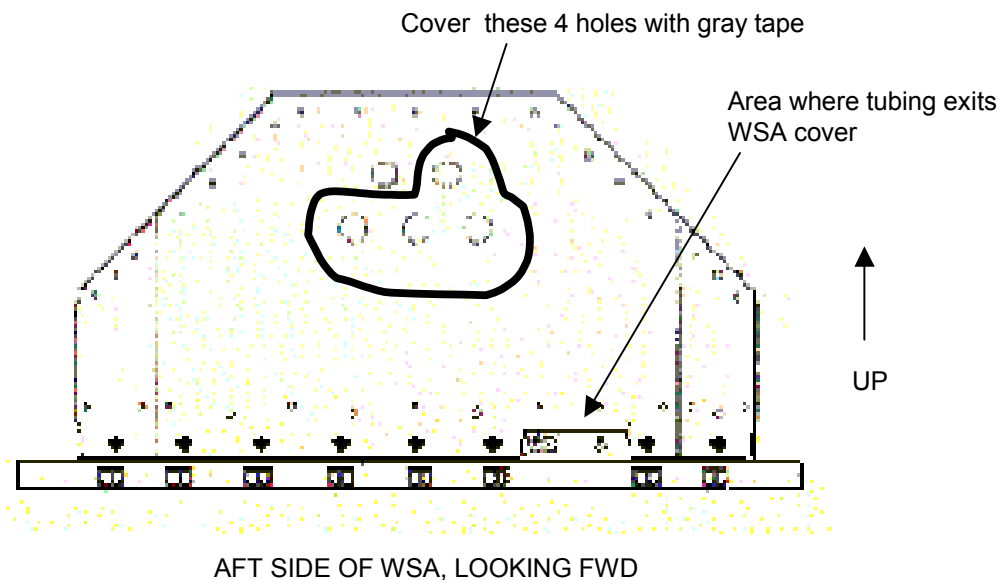 Cover these 4 holes with gray tape
Area where tubing exits
WSA cover
UP
AFT SIDE OF WSA, LOOKING FWD